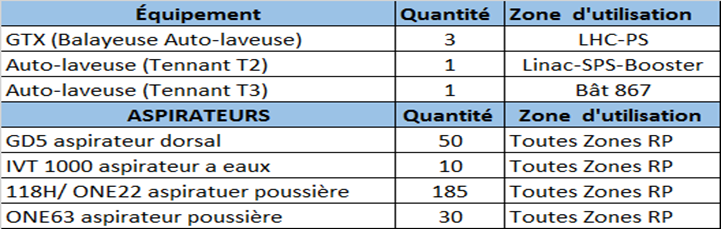 Équipement Quantité Zone d'utilisation
GTX (Balayeuse Auto-laveuse) 3 LHC-PS
Auto-laveuse (Tennant T2) 1 Linac-SPS-Booster
Auto-laveuse (Tennant T3) 1 Bât 867
ASPIRATEURS Quantité Zone d'utilisation
GD5 aspirateur dorsal 50 Toutes Zones RP
IVT 1000 aspirateur a eaux 10 Toutes Zones RP
118H/ ONE22 aspiratuer poussière 185 Toutes Zones RP
ONE63 aspirateur poussière 30 Toutes Zones RP